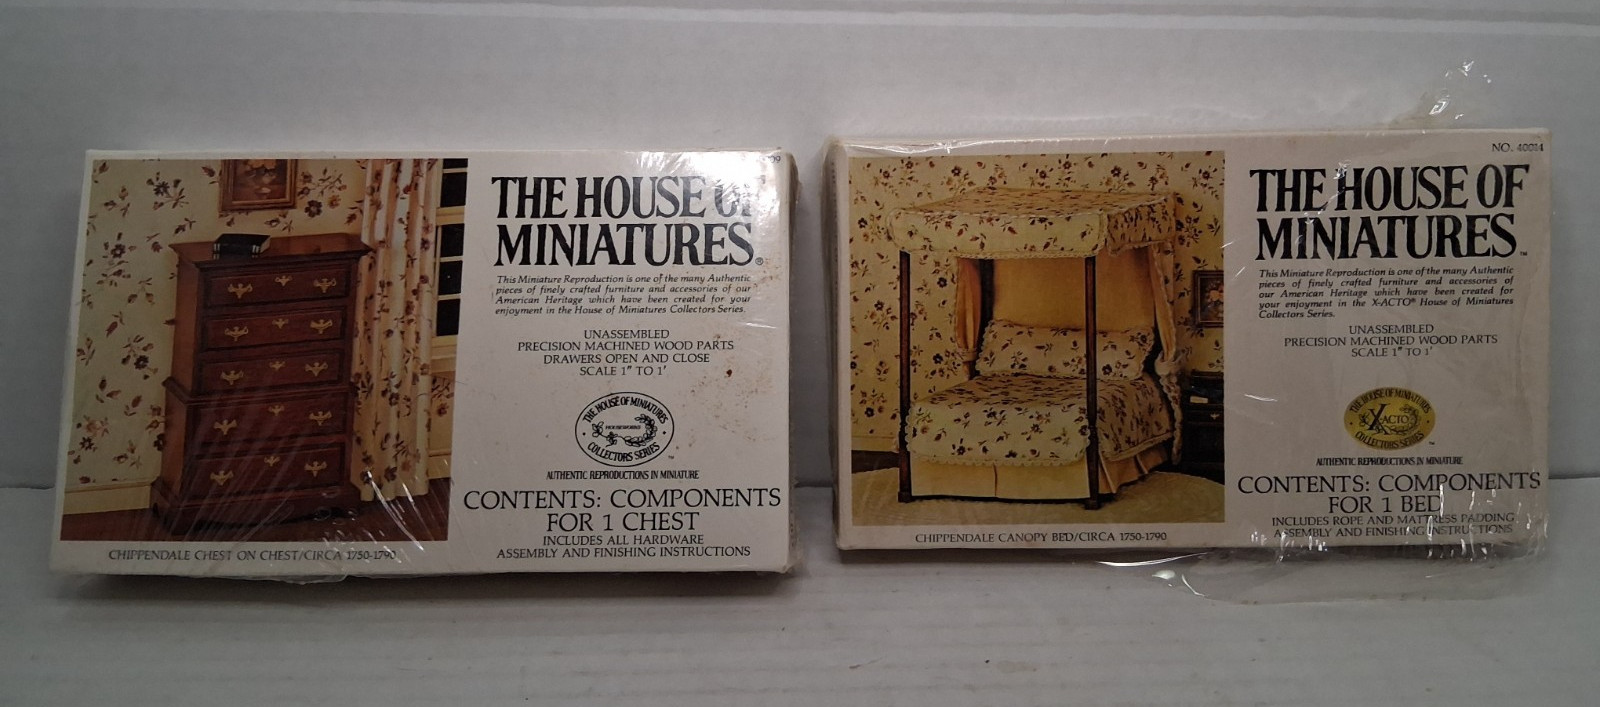 09
THE HOUSE OF
MINIATURES®
This Miniature Reproduction is one of the many Authentic
pieces of finely crafted furniture and accessories of our
American Heritage which have been created for your
enjoyment in the House of Miniatures Collectors Series.
UNASSEMBLED
PRECISION MACHINED WOOD PARTS
DRAWERS OPEN AND CLOSE
SCALE 1" TO 1'
THE HOUSE OF MINIATURES
HOUSEWORKS
COLLECTORS SERIES ™
AUTHENTIC REPRODUCTIONS IN MINIATURE
CONTENTS: COMPONENTS
FOR 1 CHEST
INCLUDES ALL HARDWARE
ASSEMBLY AND FINISHING INSTRUCTIONS
CHIPPENDALE CHEST ON CHEST/CIRCA 1750-1790
NO. 40014
THE HOUSE OF
MINIATURES™
This Miniature Reproduction is one of the many Authentic
pieces of finely crafted furniture and accessories of
our American Heritage which have been created for
your enjoyment in the X-ACTO® House of Miniatures
Collectors Series.
UNASSEMBLED
PRECISION MACHINED WOOD PARTS
SCALE 1" TO 1'
THE HOUSE OF MINIATURES
X-ACTO
COLLECTORS SERIES ™
AUTHENTIC REPRODUCTIONS IN MINIATURE
CONTENTS: COMPONENTS
FOR 1 BED
INCLUDES ROPE AND MATTRESS PADDING
ASSEMBLY AND FINISHING INSTRUCTIONS
CHIPPENDALE CANOPY BED/CIRCA 1750-1790